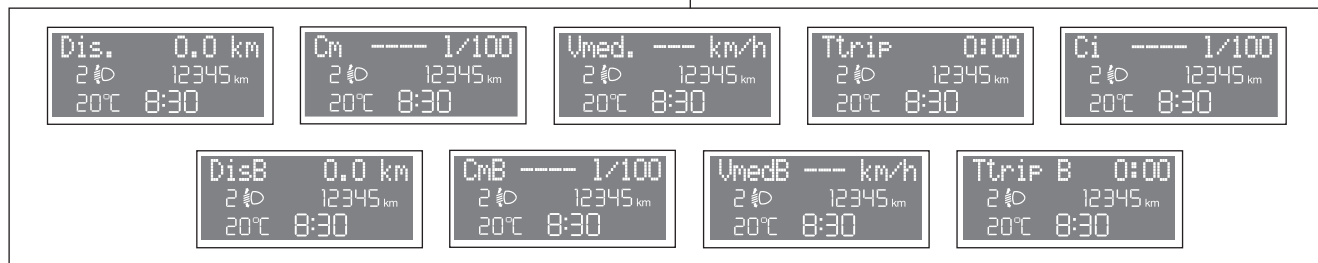 Dis. 0.0 km
2 12345 km
20°C 8:30
Cm ---- l/100
2 12345 km
20°C 8:30
Vmed. --- km/h
2 12345 km
20°C 8:30
Ttrip 0:00
2 12345 km
20°C 8:30
Ci ---- l/100
2 12345 km
20°C 8:30
DisB 0.0 km
2 12345 km
20°C 8:30
CmB ---- l/100
2 12345 km
20°C 8:30
VmedB --- km/h
2 12345 km
20°C 8:30
Ttrip B 0:00
2 12345 km
20°C 8:30